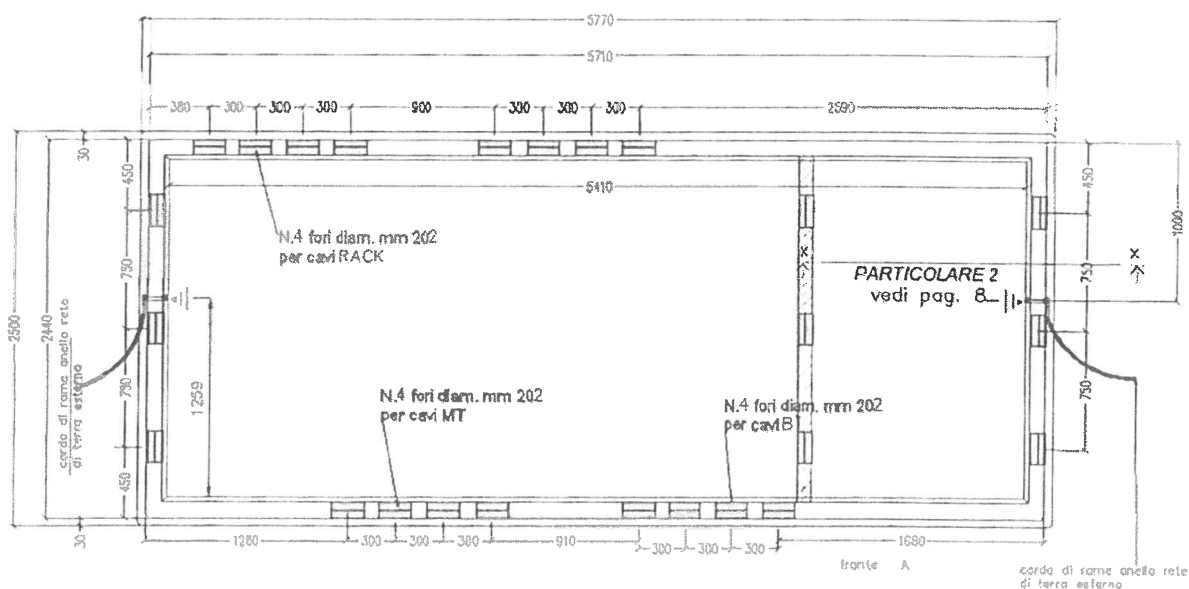 5770
5710
380 300 300 300 900 300 300 300 2590
30
450
5410
450
1000
N.4 fori diam. mm 202
per cavi RACK
x
x
PARTICOLARE 2
vedi pag. 8
750
750
2500
2440
corda di rame anello rete
di terra esterno
750
1259
N.4 fori diam. mm 202
per cavi MT
N.4 fori diam. mm 202
per cavi B
750
450
30
1280 300 300 300 910 300 300 300 1680
fronte A
corda di rame anello rete
di terra esterno